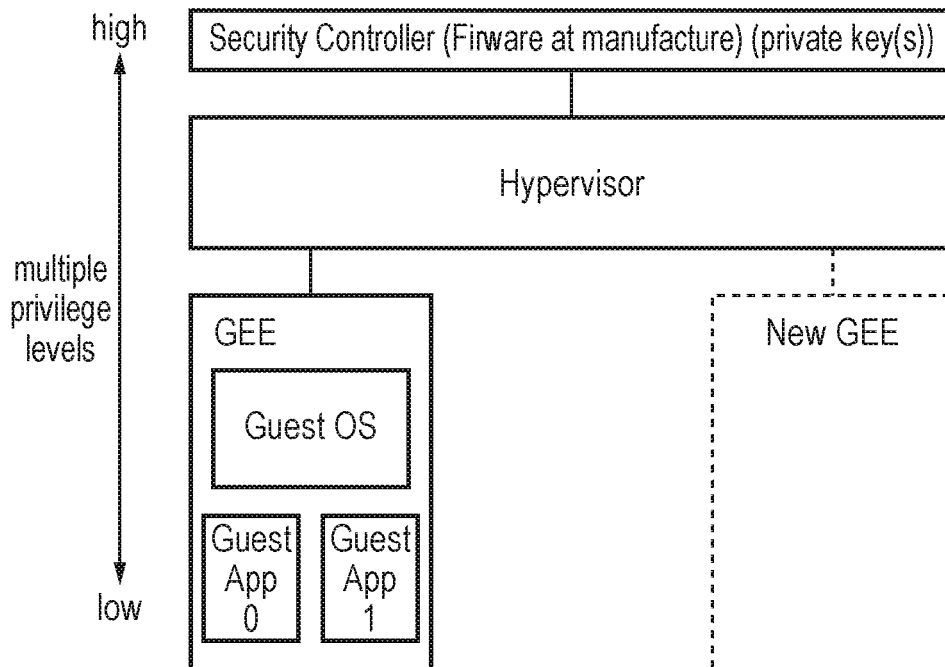 high
Security Controller (Firware at manufacture) (private key(s))
Hypervisor
multiple
privilege
levels
GEE
New GEE
Guest OS
Guest
App
0
Guest
App
1
low